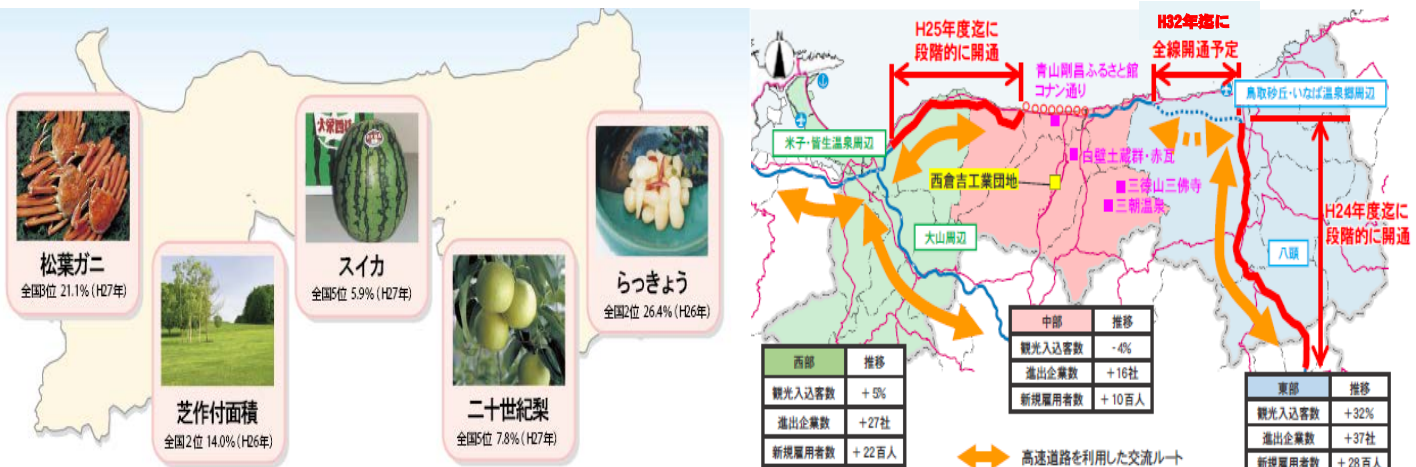 松葉ガニ
全国3位 21.1%(H27年)
芝作付面積
全国2位 14.0%(H26年)
スイカ
全国5位 5.9%(H27年)
二十世紀梨
全国5位 7.8%(H27年)
らっきょう
全国2位 26.4%(H26年)
N
H25年度迄に
段階的に開通
H32年迄に
全線開通予定
青山剛昌ふるさと館
コナン通り
鳥取砂丘・いなば温泉郷周辺
米子・皆生温泉周辺
白壁土蔵群・赤瓦
西倉吉工業団地
三徳山三佛寺
三朝温泉
大山周辺
八頭
H24年度迄に
段階的に開通
西部 推移
観光入込客数 +5%
進出企業数 +27社
新規雇用者数 +22百人
中部 推移
観光入込客数 -4%
進出企業数 +16社
新規雇用者数 +10百人
東部 推移
観光入込客数 +32%
進出企業数 +37社
新規雇用者数 +28百人
高速道路を利用した交流ルート